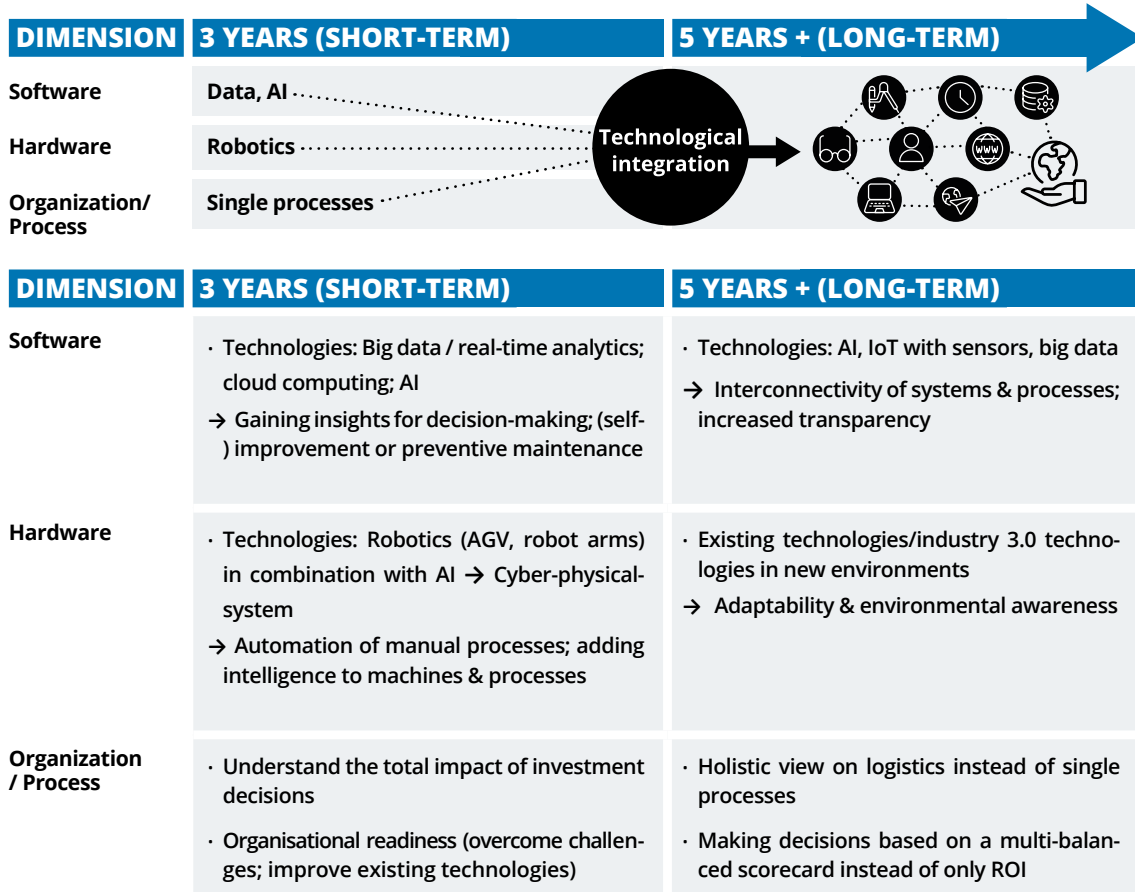 DIMENSION 3 YEARS (SHORT-TERM) 5 YEARS + (LONG-TERM)
Software Data, AI
Hardware Robotics
Organization/
Process
Single processes
Technological
integration
WWW
DIMENSION 3 YEARS (SHORT-TERM) 5 YEARS + (LONG-TERM)
Software
· Technologies: Big data / real-time analytics;
cloud computing; AI
→ Gaining insights for decision-making; (self-
) improvement or preventive maintenance
· Technologies: AI, IoT with sensors, big data
→ Interconnectivity of systems & processes;
increased transparency
Hardware
· Technologies: Robotics (AGV, robot arms)
in combination with AI → Cyber-physical-
system
→ Automation of manual processes; adding
intelligence to machines & processes
· Existing technologies/industry 3.0 techno-
logies in new environments
→ Adaptability & environmental awareness
Organization
/ Process
· Understand the total impact of investment
decisions
· Organisational readiness (overcome challen-
ges; improve existing technologies)
· Holistic view on logistics instead of single
processes
· Making decisions based on a multi-balan-
ced scorecard instead of only ROI